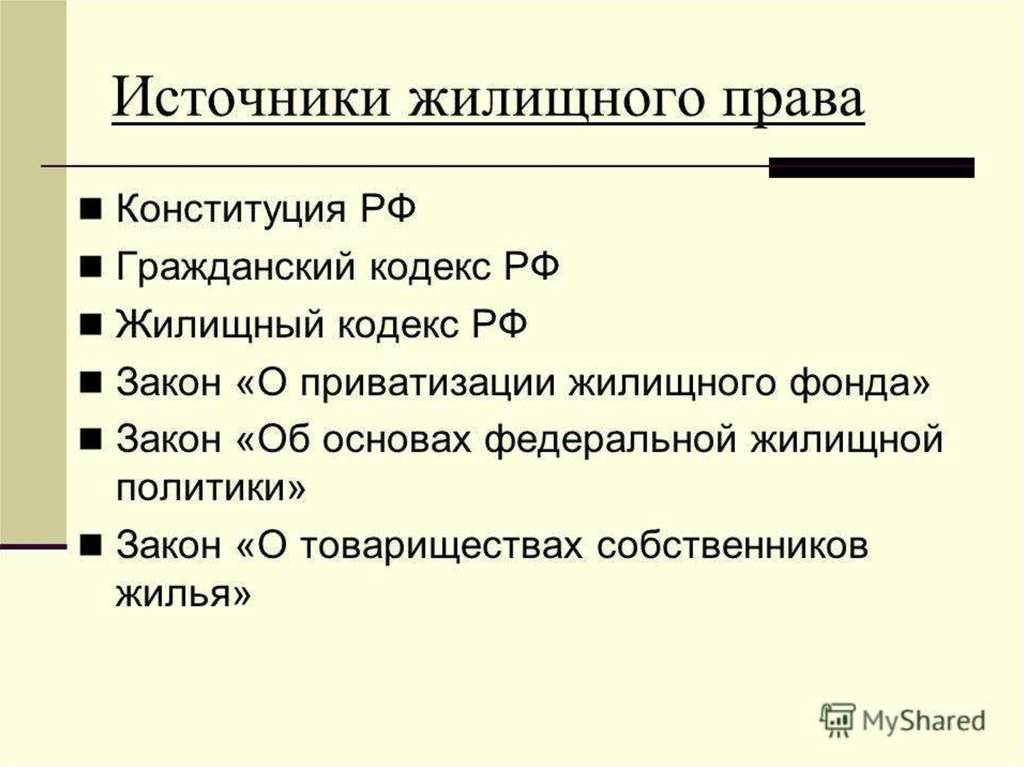 Источники жилищного права
Конституция РФ
Гражданский кодекс РФ
Жилищный кодекс РФ
Закон «О приватизации жилищного фонда»
Закон «Об основах федеральной жилищной
политики»
Закон «О товариществах собственников
жилья»
MyShared